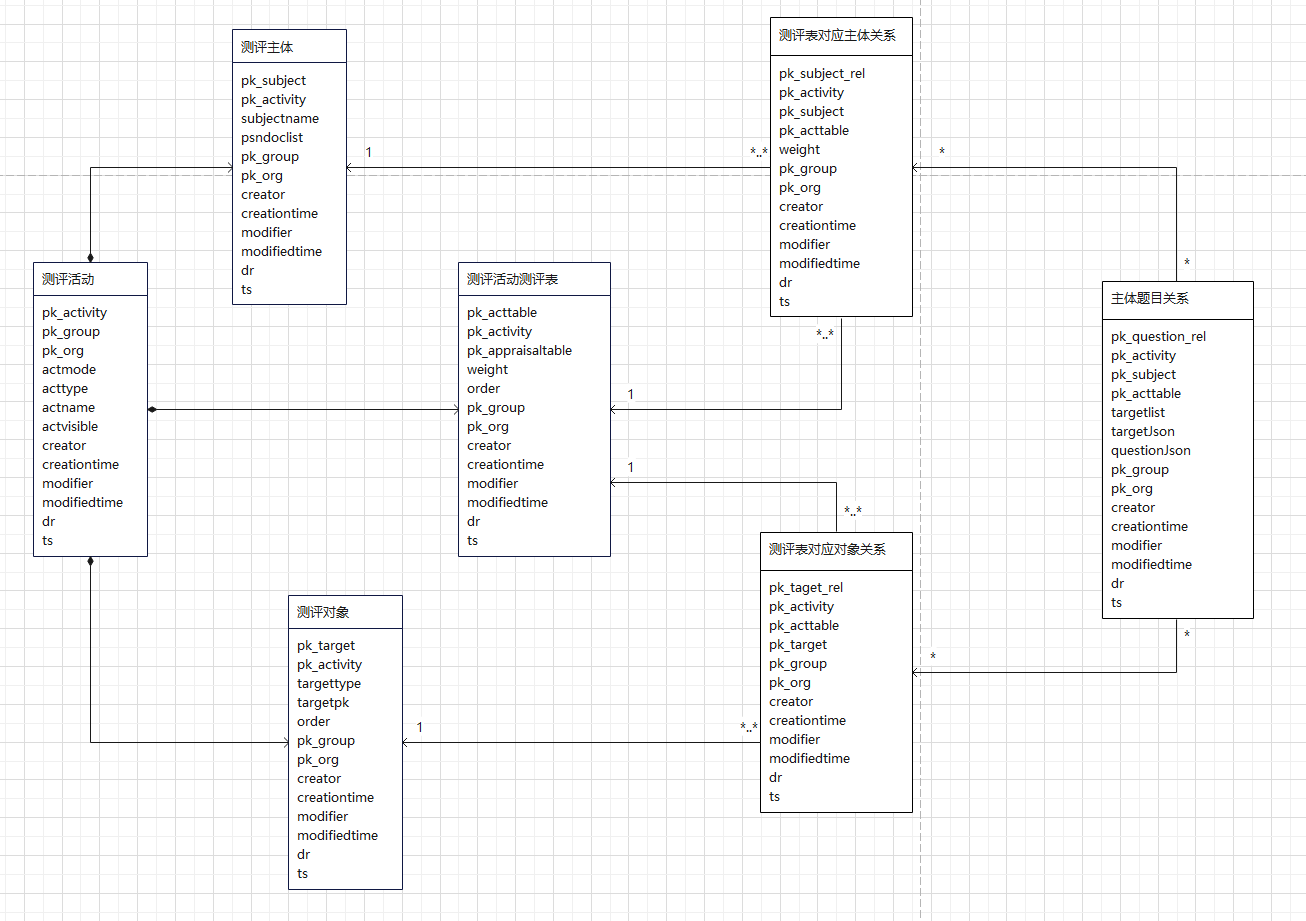 测评主体
pk_subject
pk_activity
subjectname
psndoclist
pk_group
pk_org
creator
creationtime
modifier
modifiedtime
dr
ts
测评表对应主体关系
pk_subject_rel
pk_activity
pk_subject
pk_acttable
weight
pk_group
pk_org
creator
creationtime
modifier
modifiedtime
dr
ts
1
*..*
*
*
测评活动
pk_activity
pk_group
pk_org
actmode
acttype
actname
actvisible
creator
creationtime
modifier
modifiedtime
dr
ts
测评活动测评表
pk_acttable
pk_activity
pk_appraisaltable
weight
order
pk_group
pk_org
creator
creationtime
modifier
modifiedtime
dr
ts
*..*
1
1
*..*
主体题目关系
pk_question_rel
pk_activity
pk_subject
pk_acttable
targetlist
targetJson
questionJson
pk_group
pk_org
creator
creationtime
modifier
modifiedtime
dr
ts
测评表对应对象关系
pk_taget_rel
pk_activity
pk_acttable
pk_target
pk_group
pk_org
creator
creationtime
modifier
modifiedtime
dr
ts
*
*
测评对象
pk_target
pk_activity
targettype
targetpk
order
pk_group
pk_org
creator
creationtime
modifier
modifiedtime
dr
ts
1
*..*